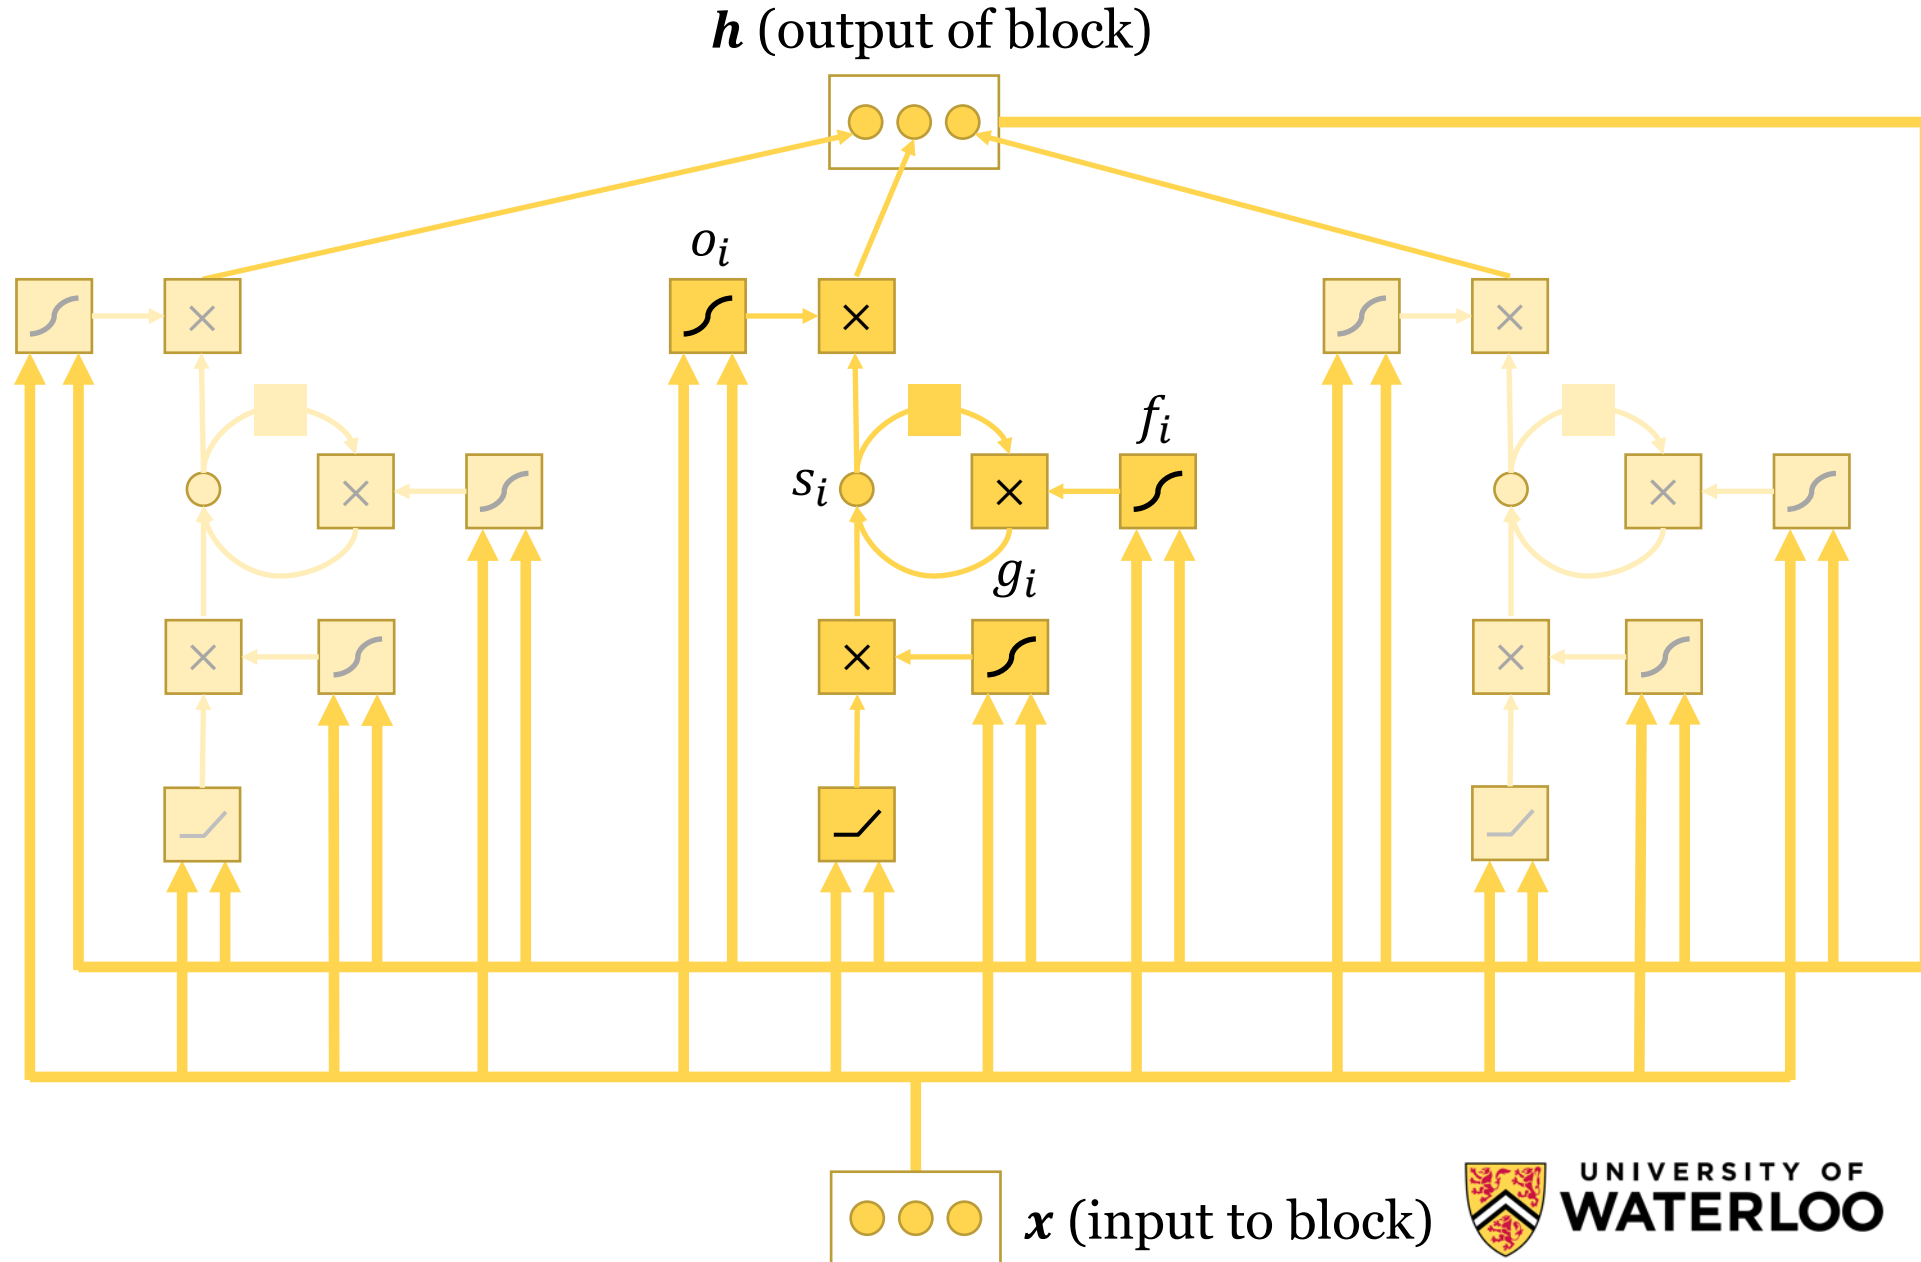 h (output of block)
oᵢ
×
×
×
fᵢ
sᵢ
×
×
×
gᵢ
×
×
×
x (input to block)
UNIVERSITY OF
WATERLOO